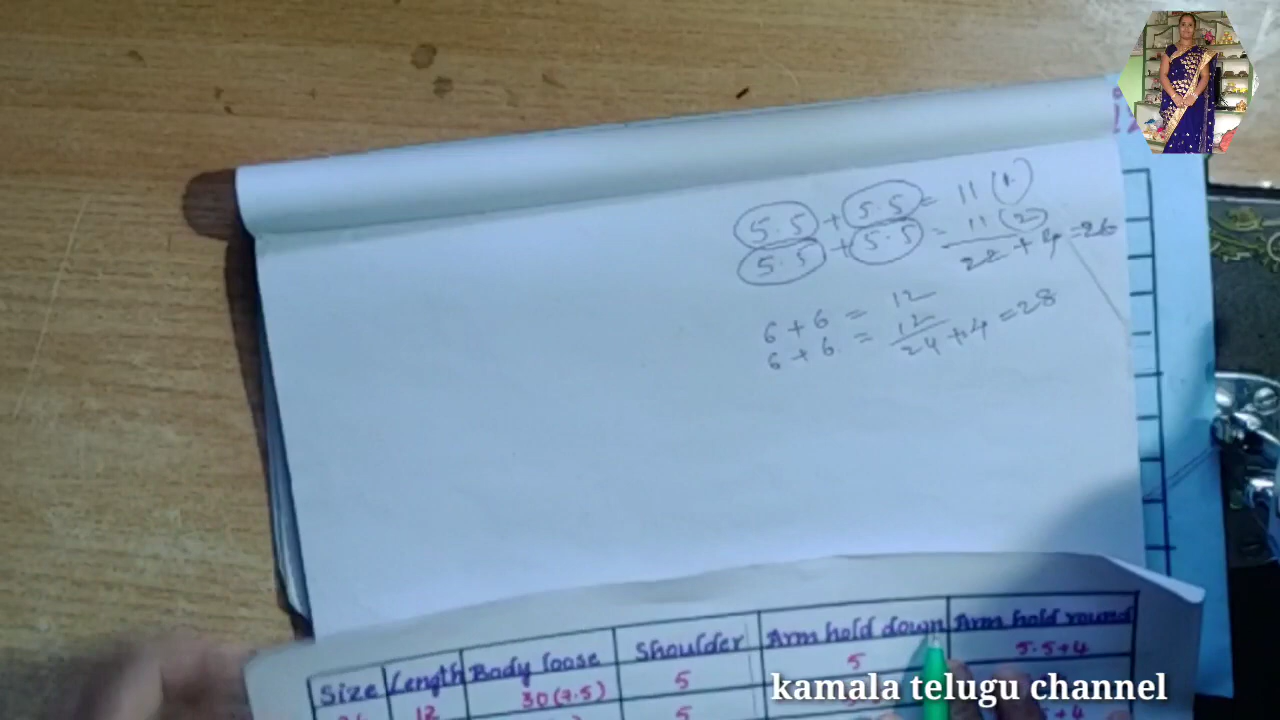 5.5 + 5.5 = 11 (1)
5.5 + 5.5 = 11 (2)
22 + 4 = 26
6 + 6 = 12
6 + 6 = 12
24 + 4 = 28
Size Length Body loose Shoulder Arm hold down Arm hold round
12 30(7.5) 5 5 5.5+4
5
kamala telugu channel